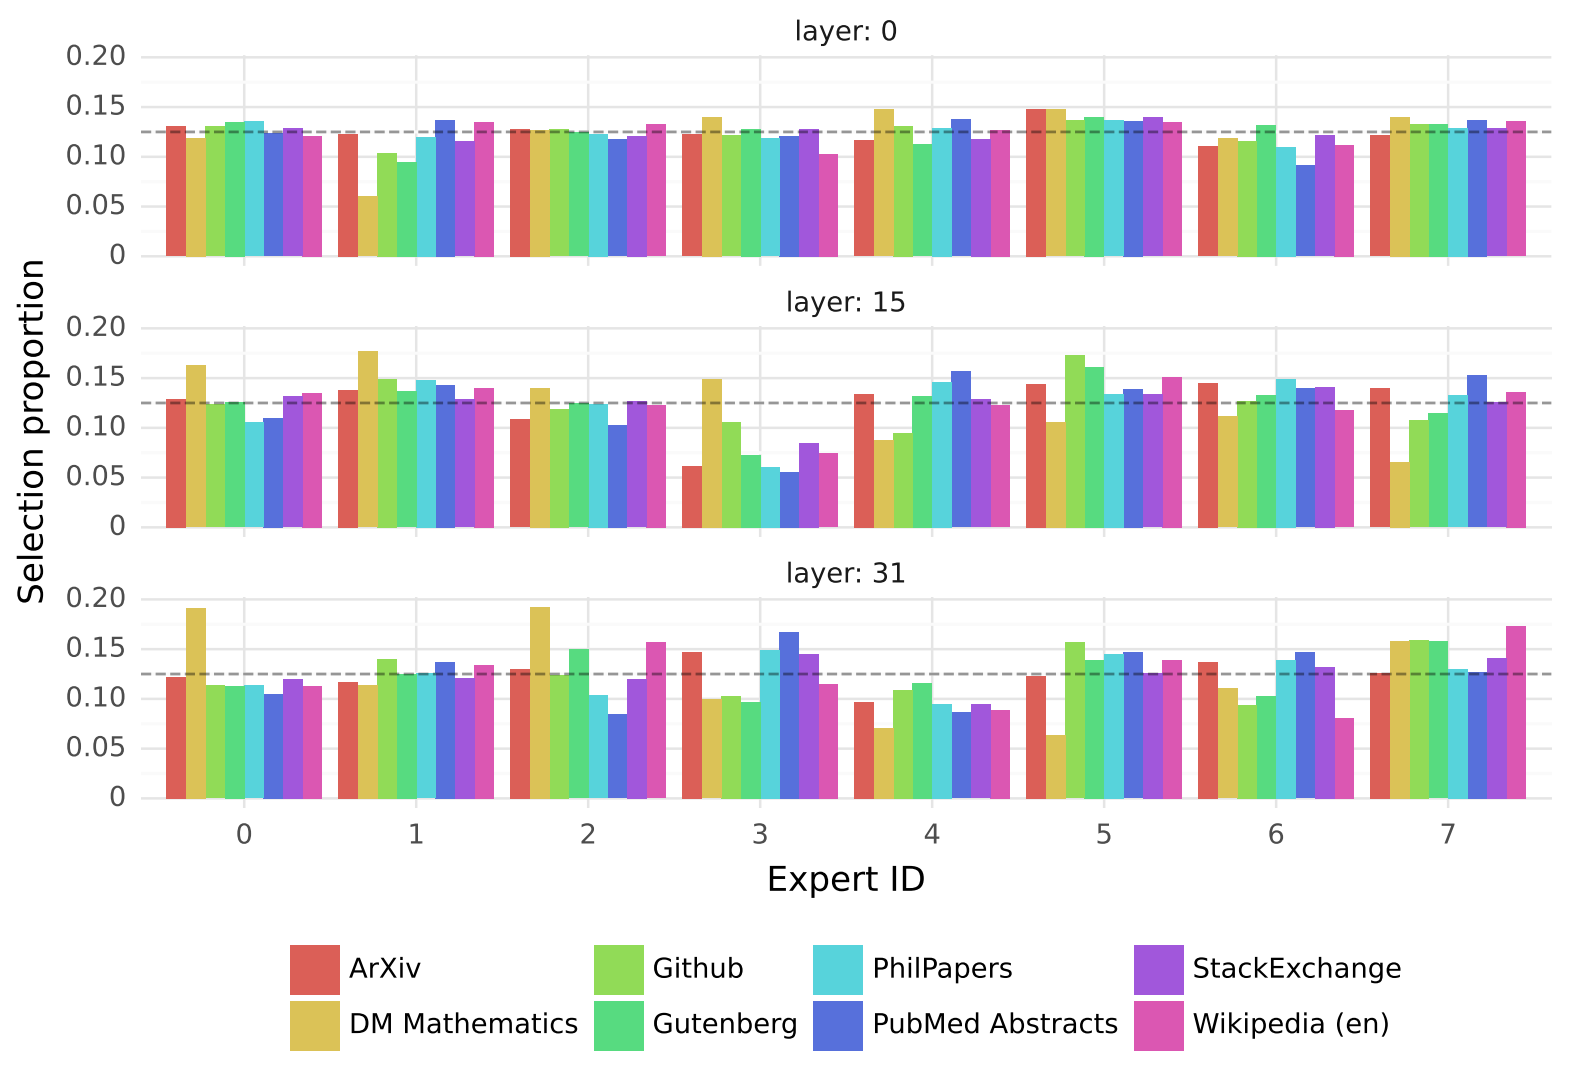 layer: 0
0.20
0.15
0.10
0.05
0
layer: 15
0.20
0.15
0.10
0.05
0
Selection proportion
layer: 31
0.20
0.15
0.10
0.05
0
0 1 2 3 4 5 6 7
Expert ID
ArXiv Github PhilPapers StackExchange
DM Mathematics Gutenberg PubMed Abstracts Wikipedia (en)